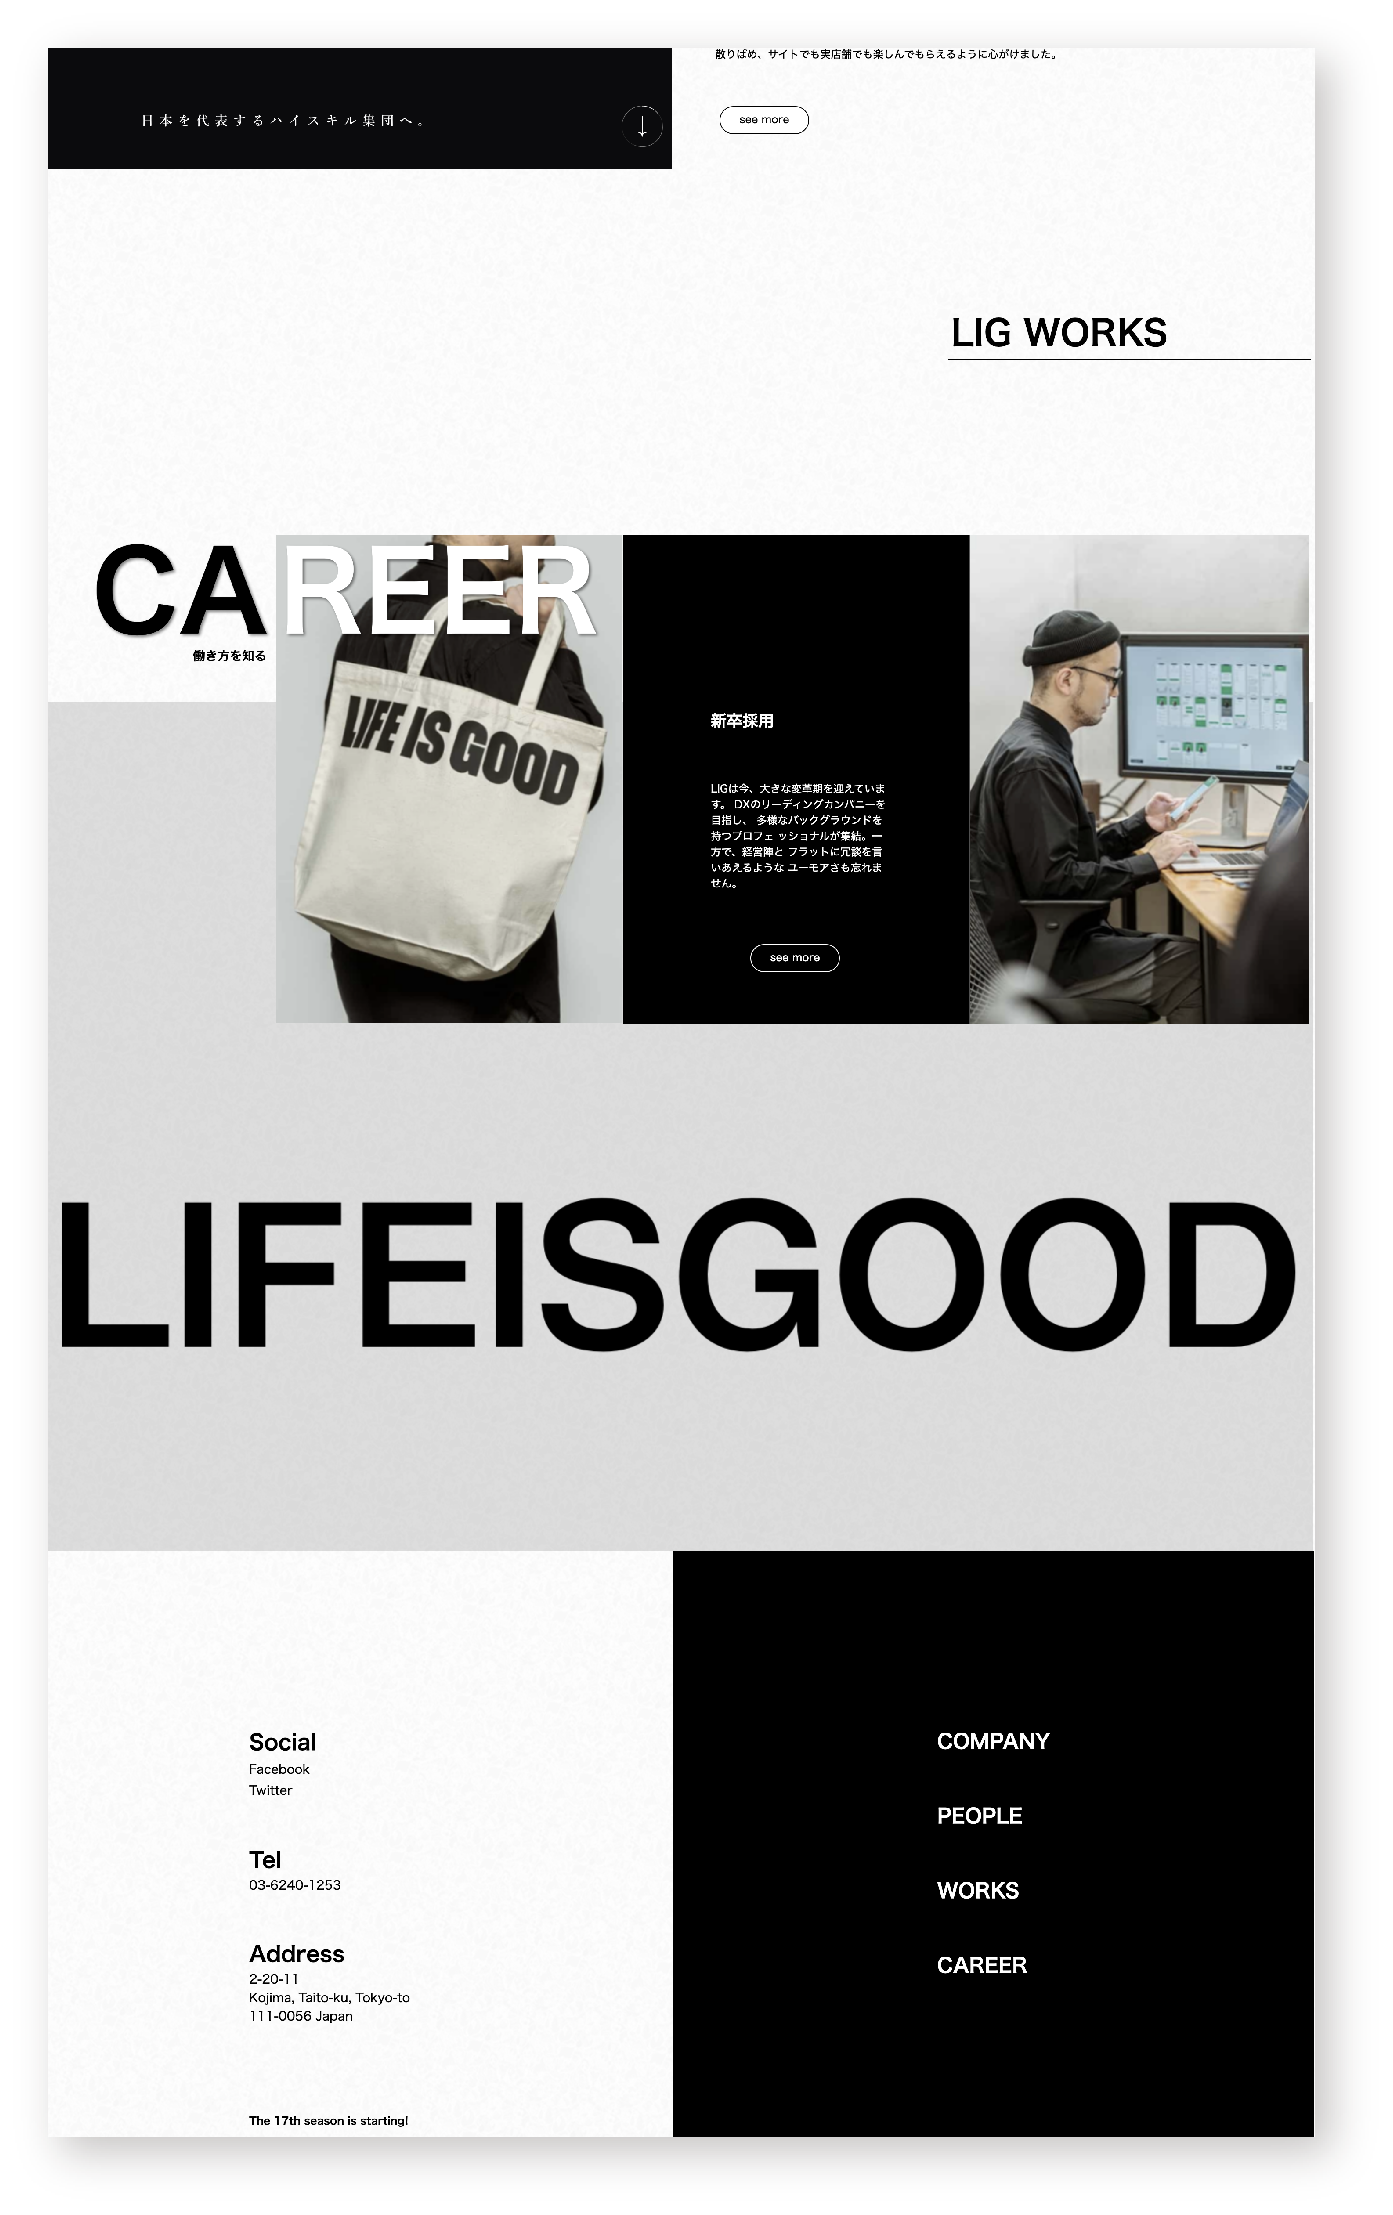 散りばめ、サイトでも実店舗でも楽しんでもらえるように心がけました。
日本を代表するハイスキル集団へ。
see more
LIG WORKS
CAREER
働き方を知る
LIFE IS GOOD
新卒採用
LIGは今、大きな変革期を迎えていま
す。 DXのリーディングカンパニーを
目指し、 多様なバックグラウンドを
持つプロフェ ッショナルが集結。一
方で、経営陣と フラットに冗談を言
いあえるような ユーモアさも忘れま
せん。
see more
LIFEISGOOD
Social
Facebook
Twitter
Tel
03-6240-1253
Address
2-20-11
Kojima, Taito-ku, Tokyo-to
111-0056 Japan
The 17th season is starting!
COMPANY
PEOPLE
WORKS
CAREER